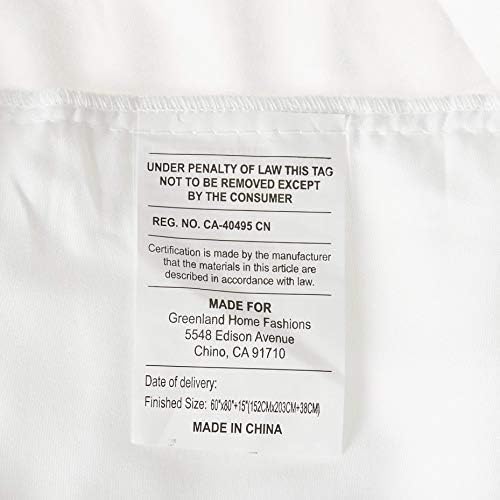 UNDER PENALTY OF LAW THIS TAG
NOT TO BE REMOVED EXCEPT
BY THE CONSUMER
REG. NO. CA-40495 CN
Certification is made by the manufacturer
that the materials in this article are
described in accordance with law.
MADE FOR
Greenland Home Fashions
5548 Edison Avenue
Chino, CA 91710
Date of delivery:
Finished Size: 60"x80"+15"(152CMx203CM+38CM)
MADE IN CHINA